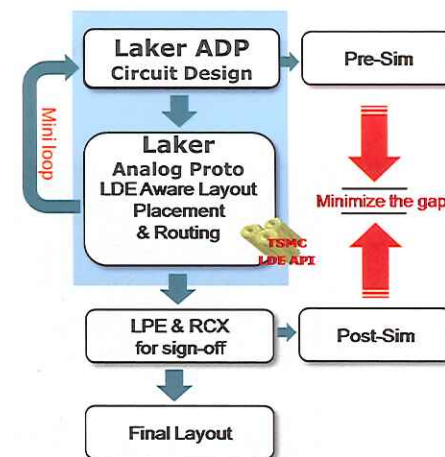 Laker ADP
Circuit Design
Pre-Sim
Mini loop
Laker
Analog Proto
LDE Aware Layout
Placement
& Routing
TSMC
LDE API
Minimize the gap
LPE & RCX
for sign-off
Post-Sim
Final Layout